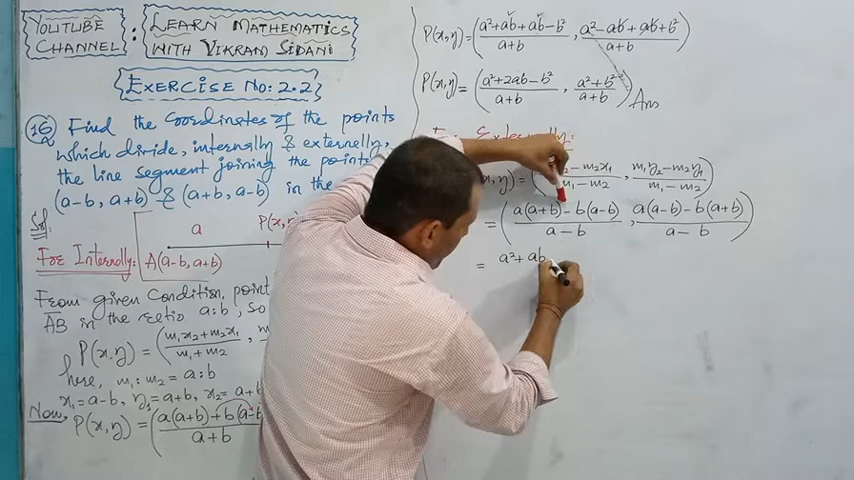 YOUTUBE CHANNEL : LEARN MATHEMATICS WITH VIKRAM SIDANI
EXERCISE NO: 2.2
16 Find the coordinates of the points
which divide, internally & externally,
the line segment joining the points
(a-b, a+b) & (a+b, a-b) in the
Sol:
a P(x,
For Internally: A(a-b, a+b)
From given Condition, point
AB in the ratio a:b, so
P(x,y) = (m₁x₂+m₂x₁ / m₁+m₂ ,
here, m₁:m₂ = a:b
x₁=a-b, y₁=a+b, x₂=a+b
Now, P(x,y) = (a(a+b)+b(a-b / a+b
P(x,y) = (a²+ab+ab-b² / a+b , a²-ab+ab+b² / a+b)
P(x,y) = (a²+2ab-b² / a+b , a²+b² / a+b) Ans
Externally:
x,y) = ( x₂-m₂x₁ / m₁-m₂ , m₁y₂-m₂y₁ / m₁-m₂)
= (a(a+b)-b(a-b) / a-b , a(a-b)-b(a+b) / a-b)
= a²+ab